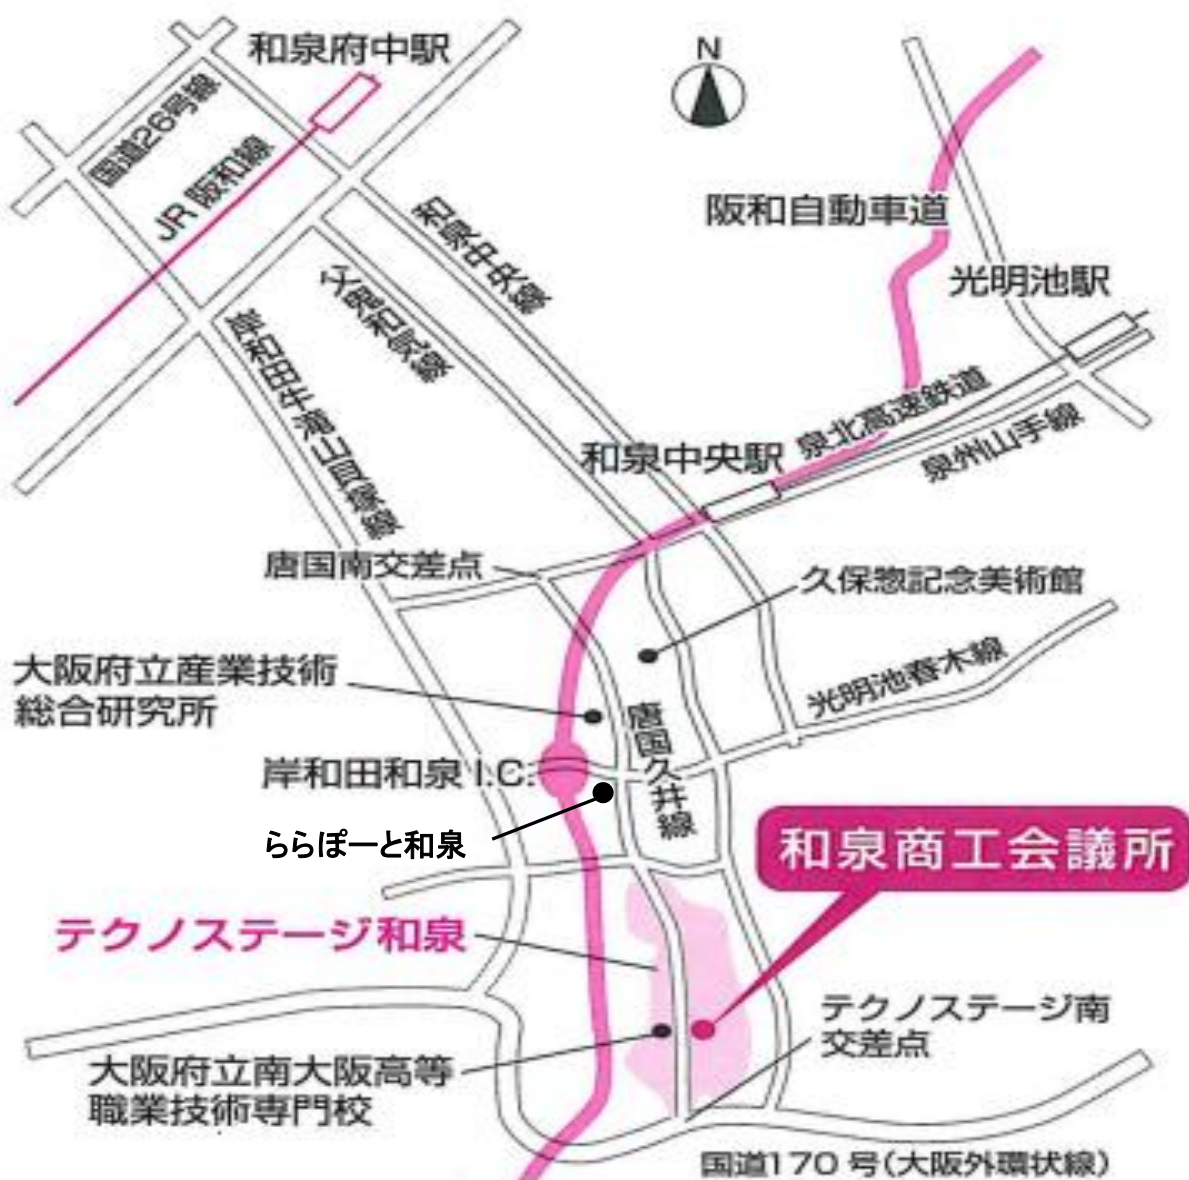 和泉府中駅
N
国道26号線
JR 阪和線
和泉中央線
阪和自動車道
光明池駅
父鬼和気線
岸和田牛滝山貝塚線
和泉中央駅
泉北高速鉄道
泉州山手線
唐国南交差点
久保惣記念美術館
大阪府立産業技術
総合研究所
光明池春木線
唐国久井線
岸和田和泉 I.C.
ららぽーと和泉
和泉商工会議所
テクノステージ和泉
テクノステージ南
交差点
大阪府立南大阪高等
職業技術専門校
国道170 号(大阪外環状線)